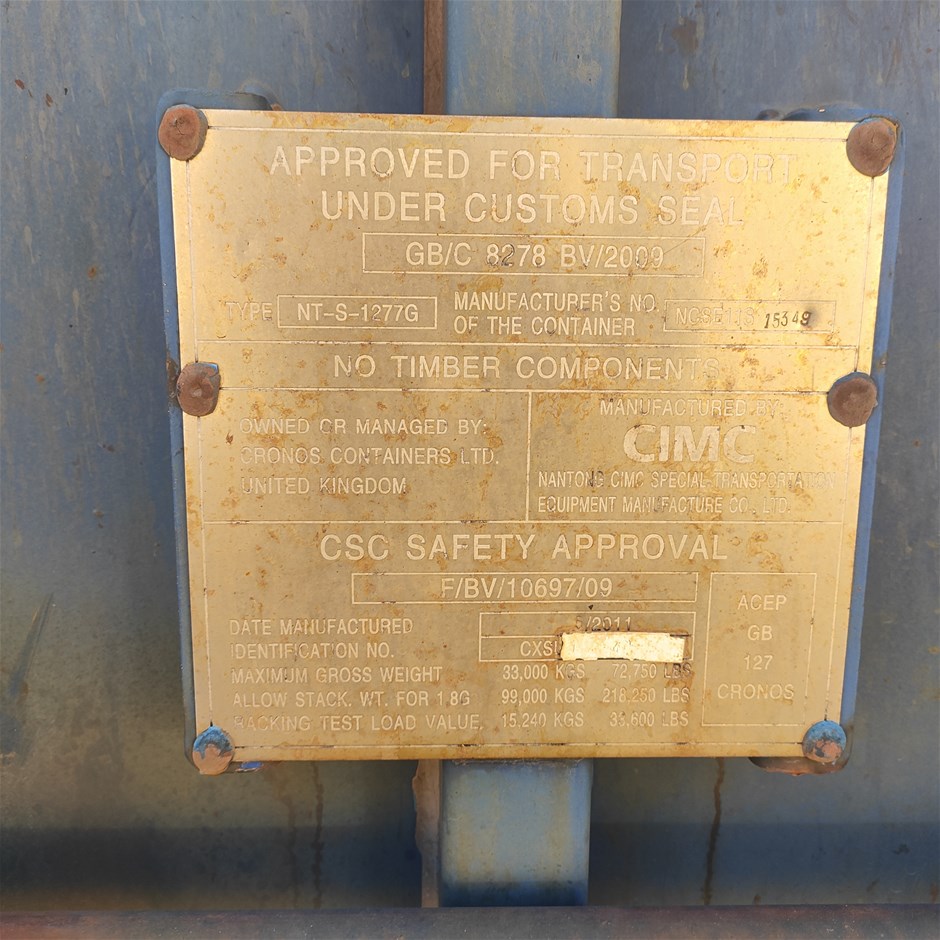 APPROVED FOR TRANSPORT
UNDER CUSTOMS SEAL
GB/C 8278 BV/2009
TYPE NT-S-1277G
MANUFACTURER'S NO.
OF THE CONTAINER
15348
NO TIMBER COMPONENTS
OWNED OR MANAGED BY:
CRONOS CONTAINERS LTD.
UNITED KINGDOM
MANUFACTURED BY:
CIMC
NANTONG CIMC SPECIAL TRANSPORTATION
EQUIPMENT MANUFACTURE CO., LTD.
CSC SAFETY APPROVAL
F/BV/10697/09
DATE MANUFACTURED 5/2011
IDENTIFICATION NO.
MAXIMUM GROSS WEIGHT 33,000 KGS 72,750 LBS
ALLOW STACK. WT. FOR 1.8G 99,000 KGS 218,250 LBS
RACKING TEST LOAD VALUE. 15,240 KGS 33,600 LBS
ACEP
GB
127
CRONOS